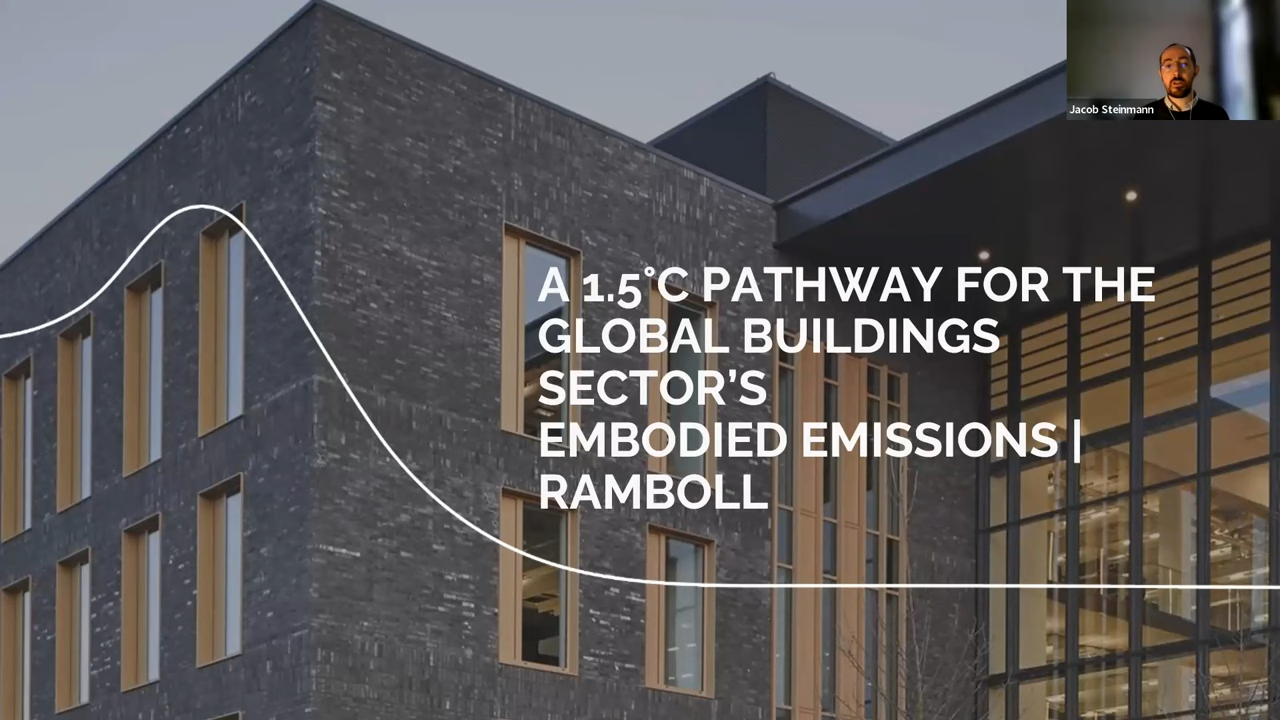 Jacob Steinmann
A 1.5°C PATHWAY FOR THE
GLOBAL BUILDINGS
SECTOR’S
EMBODIED EMISSIONS |
RAMBOLL